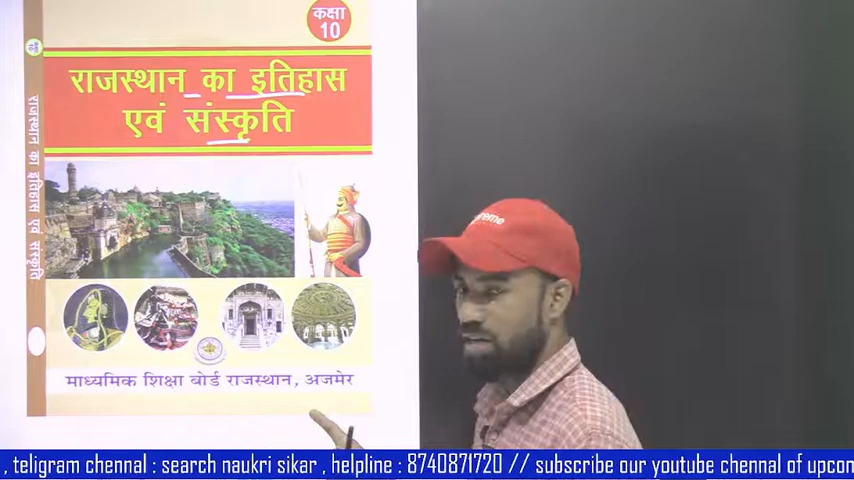 कक्षा
10
राजस्थान का इतिहास
एवं संस्कृति
राजस्थान का इतिहास एवं संस्कृति
माध्यमिक शिक्षा बोर्ड राजस्थान, अजमेर
, teligram chennal : search naukri sikar , helpline : 8740871720 // subscribe our youtube chennal of upcon